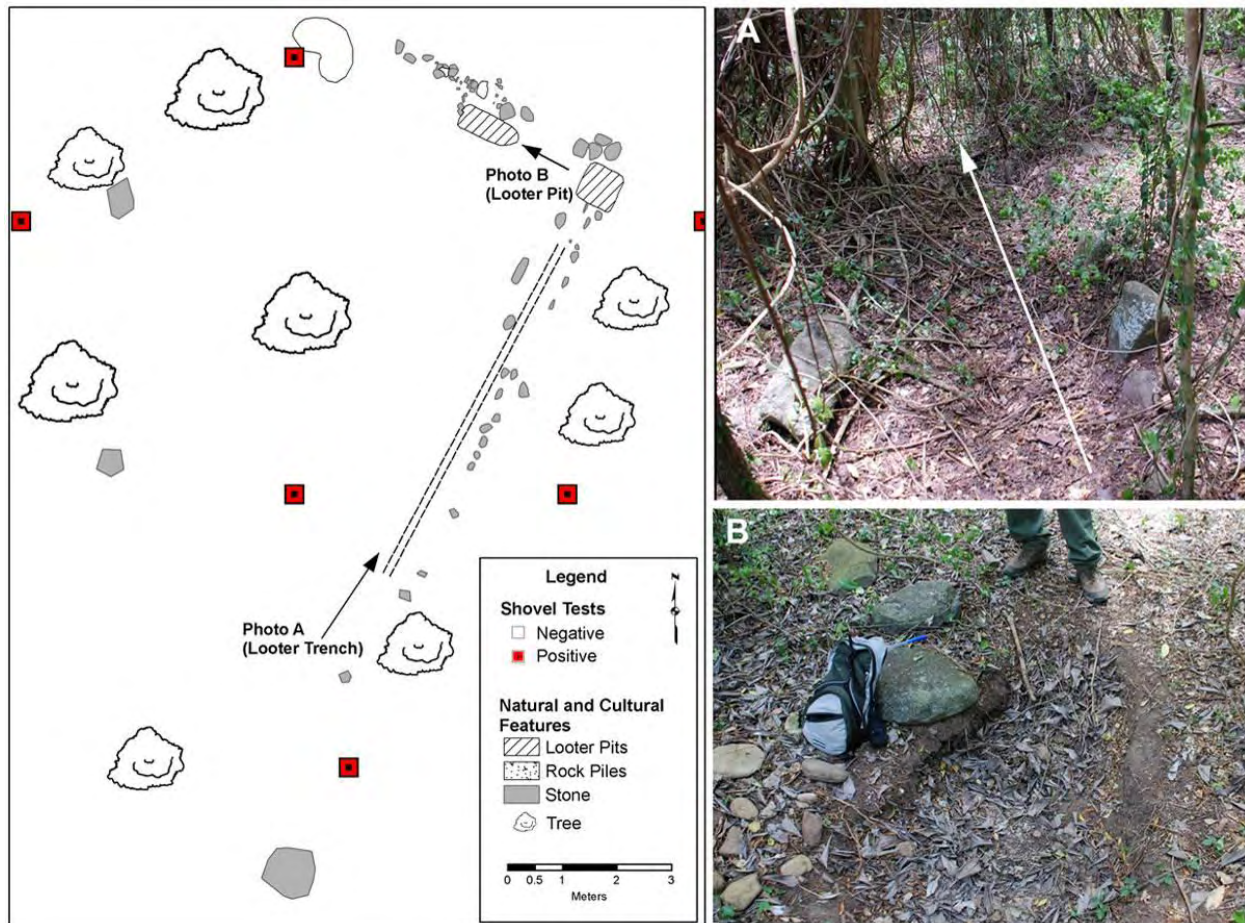 Photo B
(Looter Pit)
Photo A
(Looter Trench)
Legend
N
Shovel Tests
Negative
Positive
Natural and Cultural
Features
Looter Pits
Rock Piles
Stone
Tree
0 0.5 1 2 3
Meters
A
B